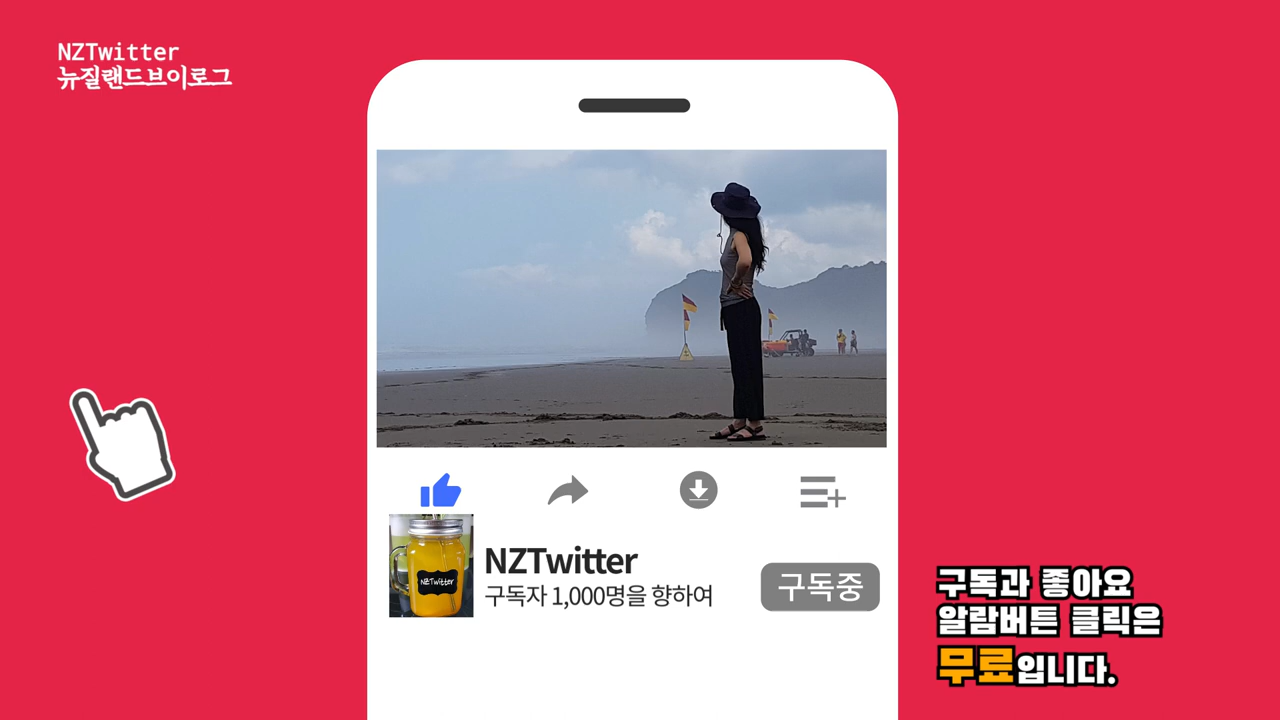 NZTwitter
뉴질랜드브이로그
NZTwitter
NZTwitter
구독자 1,000명을 향하여
구독중
구독과 좋아요
알람버튼 클릭은
무료입니다.